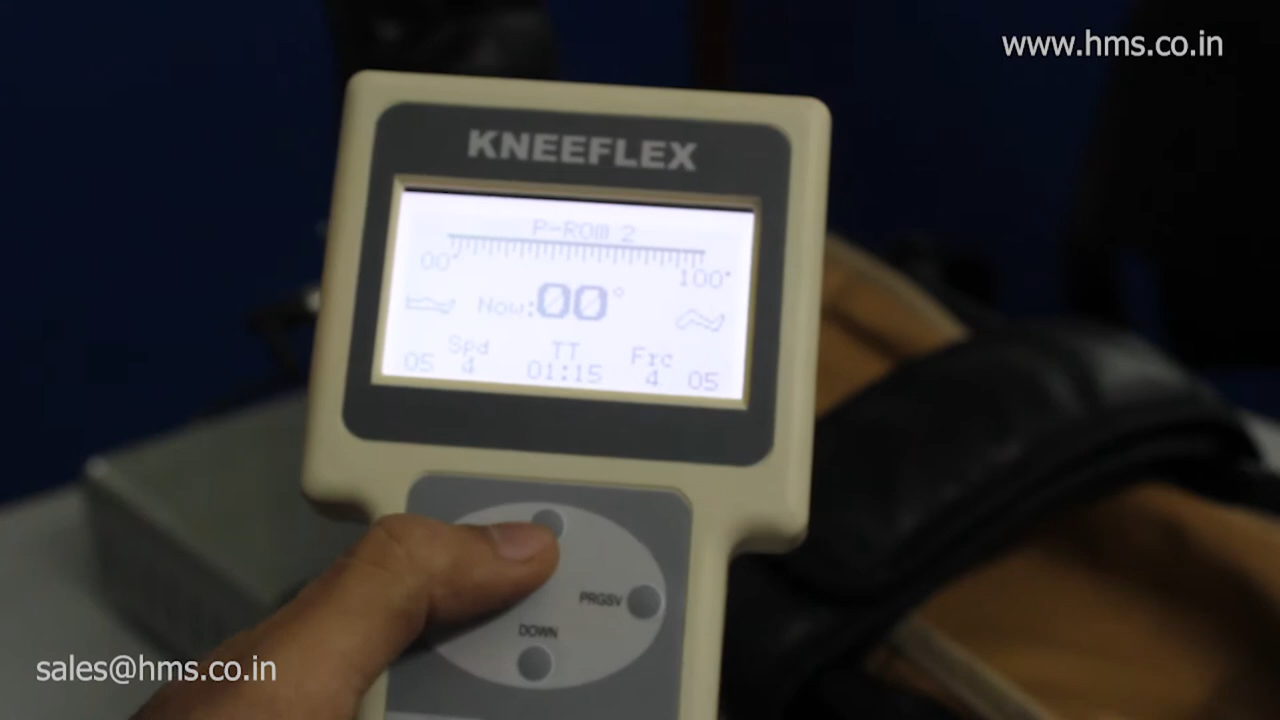 www.hms.co.in
KNEEFLEX
P-ROM 2
00°
100°
Now:00°
Spd TT Frc
05 4 01:15 4 05
PRGSV
DOWN
sales@hms.co.in